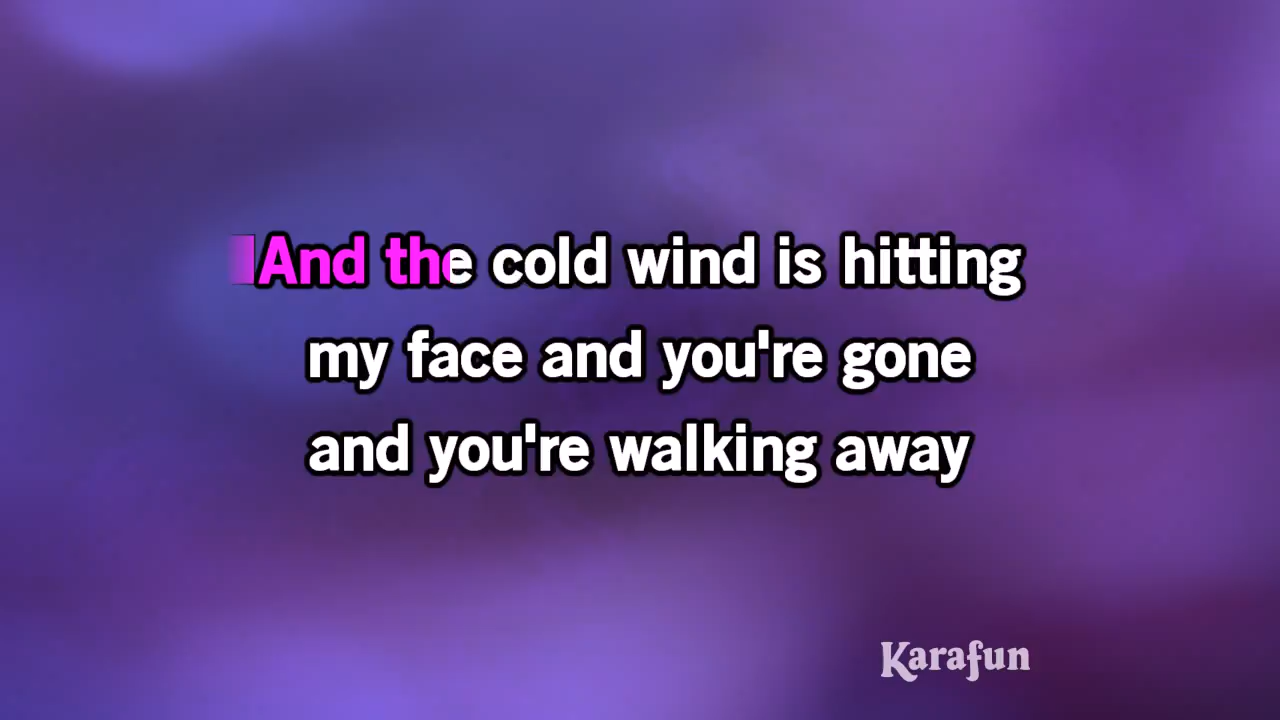 And the cold wind is hitting
my face and you're gone
and you're walking away
Karafun